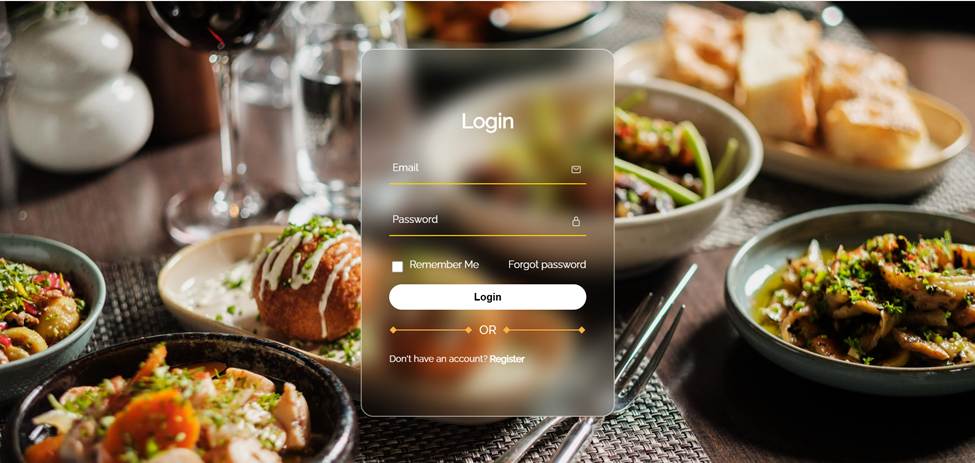 Login
Email
Password
Remember Me Forgot password
Login
OR
Don't have an account? Register